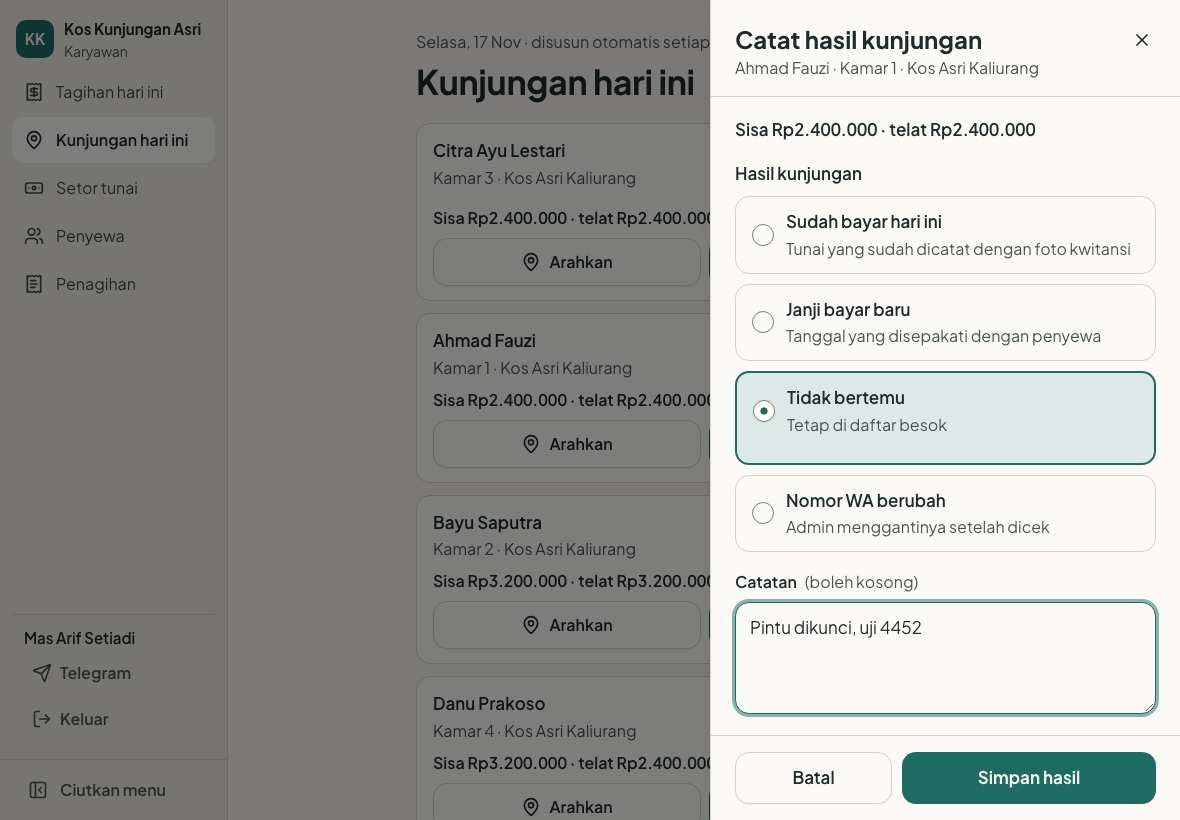 KK
Kos Kunjungan Asri
Karyawan
Tagihan hari ini
Kunjungan hari ini
Setor tunai
Penyewa
Penagihan
Mas Arif Setiadi
Telegram
Keluar
Ciutkan menu
Selasa, 17 Nov · disusun otomatis setiap
Kunjungan hari ini
Citra Ayu Lestari
Kamar 3 · Kos Asri Kaliurang
Sisa Rp2.400.000 · telat Rp2.400.000
Arahkan
Ahmad Fauzi
Kamar 1 · Kos Asri Kaliurang
Sisa Rp2.400.000 · telat Rp2.400.000
Arahkan
Bayu Saputra
Kamar 2 · Kos Asri Kaliurang
Sisa Rp3.200.000 · telat Rp3.200.000
Arahkan
Danu Prakoso
Kamar 4 · Kos Asri Kaliurang
Sisa Rp3.200.000 · telat Rp3.200.000
Arahkan
Catat hasil kunjungan
Ahmad Fauzi · Kamar 1 · Kos Asri Kaliurang
Sisa Rp2.400.000 · telat Rp2.400.000
Hasil kunjungan
Sudah bayar hari ini
Tunai yang sudah dicatat dengan foto kwitansi
Janji bayar baru
Tanggal yang disepakati dengan penyewa
Tidak bertemu
Tetap di daftar besok
Nomor WA berubah
Admin menggantinya setelah dicek
Catatan (boleh kosong)
Pintu dikunci, uji 4452
Batal
Simpan hasil